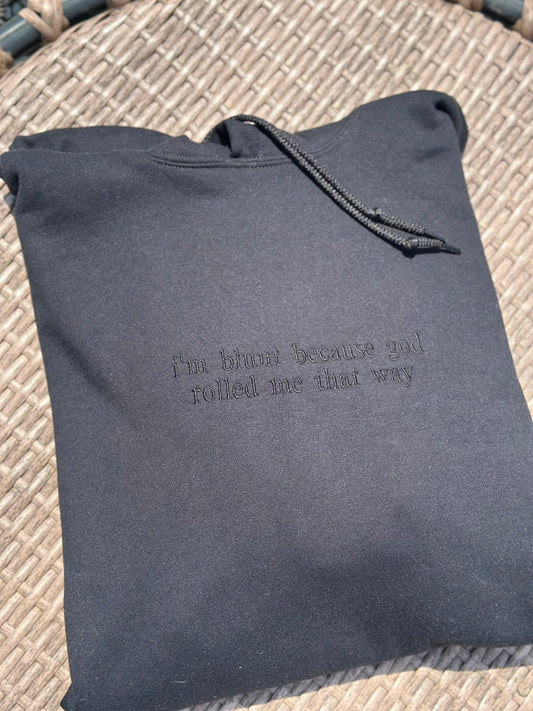 i'm blunt because god
rolled me that way